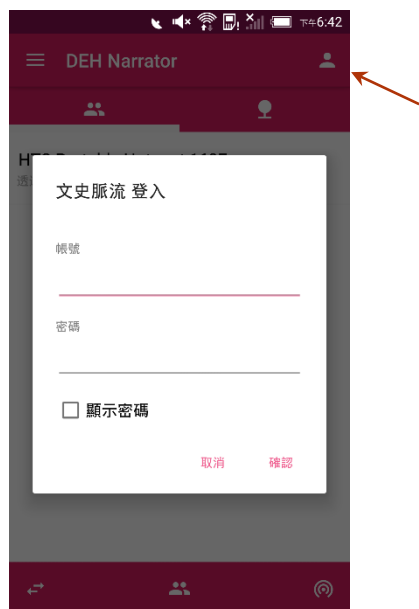 下午6:42
DEH Narrator
文史脈流 登入
帳號
密碼
顯示密碼
取消
確認